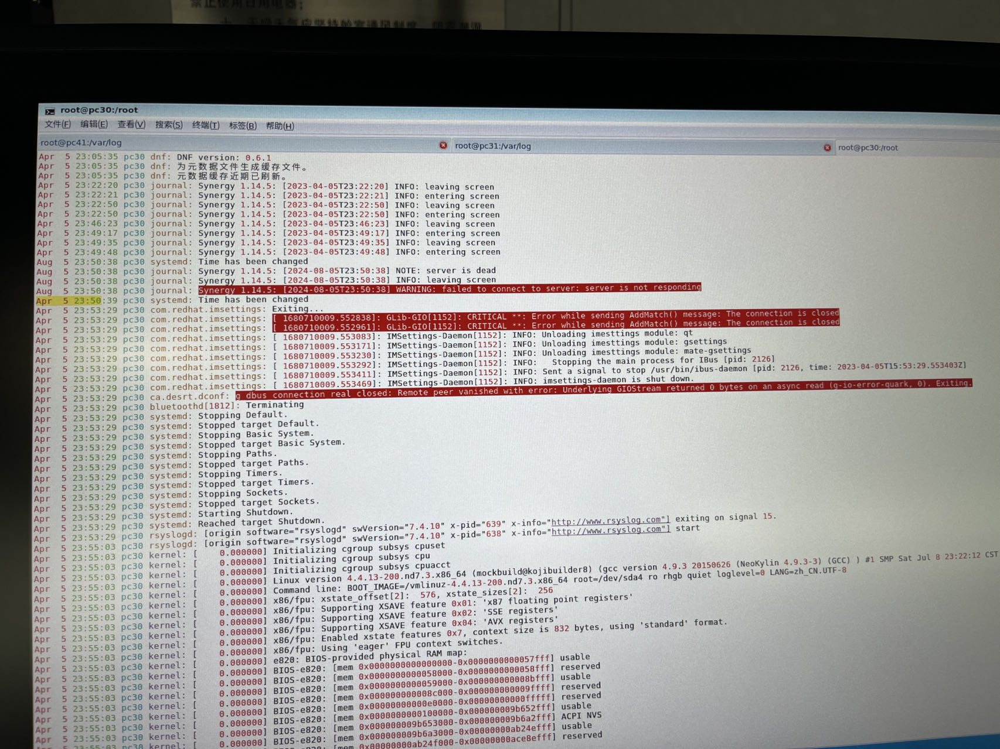 禁止使用日用电器；
root@pc30:/root
文件(F) 编辑(E) 查看(V) 搜索(S) 终端(T) 标签(B) 帮助(H)
root@pc41:/var/log root@pc31:/var/log root@pc30:/root
Apr 5 23:05:35 pc30 dnf: DNF version: 0.6.1
Apr 5 23:05:35 pc30 dnf: 为元数据文件生成缓存文件。
Apr 5 23:05:35 pc30 dnf: 元数据缓存近期已刷新。
Apr 5 23:22:20 pc30 journal: Synergy 1.14.5: [2023-04-05T23:22:20] INFO: leaving screen
Apr 5 23:22:21 pc30 journal: Synergy 1.14.5: [2023-04-05T23:22:21] INFO: entering screen
Apr 5 23:22:50 pc30 journal: Synergy 1.14.5: [2023-04-05T23:22:50] INFO: leaving screen
Apr 5 23:22:50 pc30 journal: Synergy 1.14.5: [2023-04-05T23:22:50] INFO: entering screen
Apr 5 23:46:23 pc30 journal: Synergy 1.14.5: [2023-04-05T23:46:23] INFO: leaving screen
Apr 5 23:49:17 pc30 journal: Synergy 1.14.5: [2023-04-05T23:49:17] INFO: entering screen
Apr 5 23:49:35 pc30 journal: Synergy 1.14.5: [2023-04-05T23:49:35] INFO: leaving screen
Apr 5 23:49:48 pc30 journal: Synergy 1.14.5: [2023-04-05T23:49:48] INFO: entering screen
Aug 5 23:50:38 pc30 systemd: Time has been changed
Aug 5 23:50:38 pc30 journal: Synergy 1.14.5: [2024-08-05T23:50:38] NOTE: server is dead
Aug 5 23:50:38 pc30 journal: Synergy 1.14.5: [2024-08-05T23:50:38] INFO: leaving screen
Aug 5 23:50:38 pc30 journal: Synergy 1.14.5: [2024-08-05T23:50:38] WARNING: failed to connect to server: server is not responding
Apr 5 23:50:39 pc30 systemd: Time has been changed
Apr 5 23:53:29 pc30 com.redhat.imsettings: Exiting...
Apr 5 23:53:29 pc30 com.redhat.imsettings: [ 1680710009.552838]: GLib-GIO[1152]: CRITICAL **: Error while sending AddMatch() message: The connection is closed
Apr 5 23:53:29 pc30 com.redhat.imsettings: [ 1680710009.552961]: GLib-GIO[1152]: CRITICAL **: Error while sending AddMatch() message: The connection is closed
Apr 5 23:53:29 pc30 com.redhat.imsettings: [ 1680710009.553083]: IMSettings-Daemon[1152]: INFO: Unloading imesttings module: qt
Apr 5 23:53:29 pc30 com.redhat.imsettings: [ 1680710009.553171]: IMSettings-Daemon[1152]: INFO: Unloading imesttings module: gsettings
Apr 5 23:53:29 pc30 com.redhat.imsettings: [ 1680710009.553230]: IMSettings-Daemon[1152]: INFO: Unloading imesttings module: mate-gsettings
Apr 5 23:53:29 pc30 com.redhat.imsettings: [ 1680710009.553292]: IMSettings-Daemon[1152]: INFO: Stopping the main process for IBus [pid: 2126]
Apr 5 23:53:29 pc30 com.redhat.imsettings: [ 1680710009.553411]: IMSettings-Daemon[1152]: INFO: Sent a signal to stop /usr/bin/ibus-daemon [pid: 2126, time: 2023-04-05T15:53:29.553403Z]
Apr 5 23:53:29 pc30 com.redhat.imsettings: [ 1680710009.553469]: IMSettings-Daemon[1152]: INFO: imsettings-daemon is shut down.
Apr 5 23:53:29 pc30 ca.desrt.dconf: g dbus connection real closed: Remote peer vanished with error: Underlying GIOStream returned 0 bytes on an async read (g-io-error-quark, 0). Exiting.
Apr 5 23:53:29 pc30 bluetoothd[1812]: Terminating
Apr 5 23:53:29 pc30 systemd: Stopping Default.
Apr 5 23:53:29 pc30 systemd: Stopped target Default.
Apr 5 23:53:29 pc30 systemd: Stopping Basic System.
Apr 5 23:53:29 pc30 systemd: Stopped target Basic System.
Apr 5 23:53:29 pc30 systemd: Stopping Paths.
Apr 5 23:53:29 pc30 systemd: Stopped target Paths.
Apr 5 23:53:29 pc30 systemd: Stopping Timers.
Apr 5 23:53:29 pc30 systemd: Stopped target Timers.
Apr 5 23:53:29 pc30 systemd: Stopping Sockets.
Apr 5 23:53:29 pc30 systemd: Stopped target Sockets.
Apr 5 23:53:29 pc30 systemd: Starting Shutdown.
Apr 5 23:53:29 pc30 systemd: Reached target Shutdown.
Apr 5 23:53:29 pc30 rsyslogd: [origin software="rsyslogd" swVersion="7.4.10" x-pid="639" x-info="http://www.rsyslog.com"] exiting on signal 15.
Apr 5 23:55:03 pc30 rsyslogd: [origin software="rsyslogd" swVersion="7.4.10" x-pid="638" x-info="http://www.rsyslog.com"] start
Apr 5 23:55:03 pc30 kernel: [ 0.000000] Initializing cgroup subsys cpuset
Apr 5 23:55:03 pc30 kernel: [ 0.000000] Initializing cgroup subsys cpu
Apr 5 23:55:03 pc30 kernel: [ 0.000000] Initializing cgroup subsys cpuacct
Apr 5 23:55:03 pc30 kernel: [ 0.000000] Linux version 4.4.13-200.nd7.3.x86_64 (mockbuild@kojibuilder8) (gcc version 4.9.3 20150626 (NeoKylin 4.9.3-3) (GCC) ) #1 SMP Sat Jul 8 23:22:12 CST
Apr 5 23:55:03 pc30 kernel: [ 0.000000] Command line: BOOT_IMAGE=/vmlinuz-4.4.13-200.nd7.3.x86_64 root=/dev/sda4 ro rhgb quiet loglevel=0 LANG=zh_CN.UTF-8
Apr 5 23:55:03 pc30 kernel: [ 0.000000] x86/fpu: xstate_offset[2]: 576, xstate_sizes[2]: 256
Apr 5 23:55:03 pc30 kernel: [ 0.000000] x86/fpu: Supporting XSAVE feature 0x01: 'x87 floating point registers'
Apr 5 23:55:03 pc30 kernel: [ 0.000000] x86/fpu: Supporting XSAVE feature 0x02: 'SSE registers'
Apr 5 23:55:03 pc30 kernel: [ 0.000000] x86/fpu: Supporting XSAVE feature 0x04: 'AVX registers'
Apr 5 23:55:03 pc30 kernel: [ 0.000000] x86/fpu: Enabled xstate features 0x7, context size is 832 bytes, using 'standard' format.
Apr 5 23:55:03 pc30 kernel: [ 0.000000] x86/fpu: Using 'eager' FPU context switches.
Apr 5 23:55:03 pc30 kernel: [ 0.000000] e820: BIOS-provided physical RAM map:
Apr 5 23:55:03 pc30 kernel: [ 0.000000] BIOS-e820: [mem 0x0000000000000000-0x0000000000057fff] usable
Apr 5 23:55:03 pc30 kernel: [ 0.000000] BIOS-e820: [mem 0x0000000000058000-0x0000000000058fff] reserved
Apr 5 23:55:03 pc30 kernel: [ 0.000000] BIOS-e820: [mem 0x0000000000059000-0x000000000008bfff] usable
Apr 5 23:55:03 pc30 kernel: [ 0.000000] BIOS-e820: [mem 0x000000000008c000-0x000000000009ffff] reserved
Apr 5 23:55:03 pc30 kernel: [ 0.000000] BIOS-e820: [mem 0x00000000000e0000-0x00000000000fffff] reserved
Apr 5 23:55:03 pc30 kernel: [ 0.000000] BIOS-e820: [mem 0x0000000000100000-0x000000009b652fff] usable
Apr 5 23:55:03 pc30 kernel: [ 0.000000] BIOS-e820: [mem 0x000000009b653000-0x000000009b6a2fff] ACPI NVS
Apr 5 23:55:03 pc30 kernel: [ 0.000000] BIOS-e820: [mem 0x000000009b6a3000-0x00000000ab24efff] usable
Apr 5 23:55:03 pc30 kernel: [ 0.000000] BIOS-e820: [mem 0x00000000ab24f000-0x00000000ace8efff] reserved